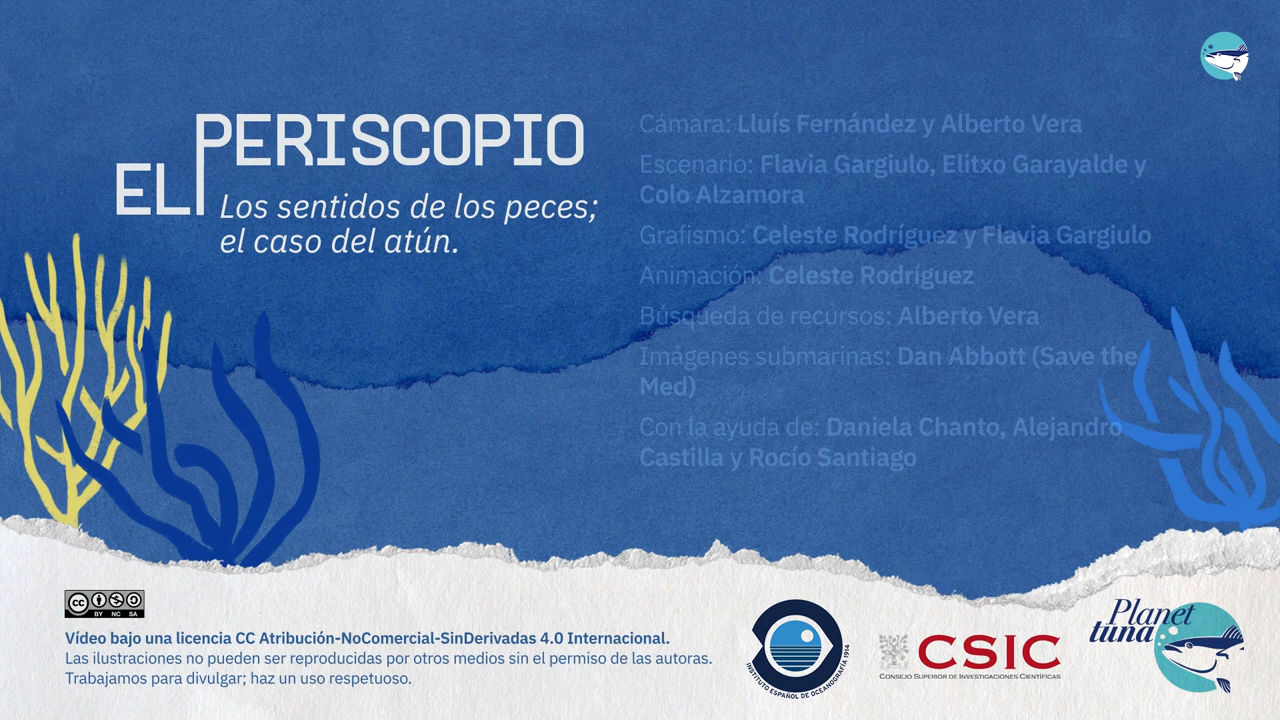 EL PERISCOPIO
Los sentidos de los peces;
el caso del atún.
Cámara: Lluís Fernández y Alberto Vera
Escenario: Flavia Gargiulo, Elitxo Garayalde y
Colo Alzamora
Grafismo: Celeste Rodríguez y Flavia Gargiulo
Animación: Celeste Rodríguez
Búsqueda de recursos: Alberto Vera
Imágenes submarinas: Dan Abbott (Save the
Med)
Con la ayuda de: Daniela Chanto, Alejandro
Castilla y Rocío Santiago
CC BY NC SA
Vídeo bajo una licencia CC Atribución-NoComercial-SinDerivadas 4.0 Internacional.
Las ilustraciones no pueden ser reproducidas por otros medios sin el permiso de las autoras.
Trabajamos para divulgar; haz un uso respetuoso.
INSTITUTO ESPAÑOL DE OCEANOGRAFÍA 1914
CSIC
CONSEJO SUPERIOR DE INVESTIGACIONES CIENTÍFICAS
Planet
tuna